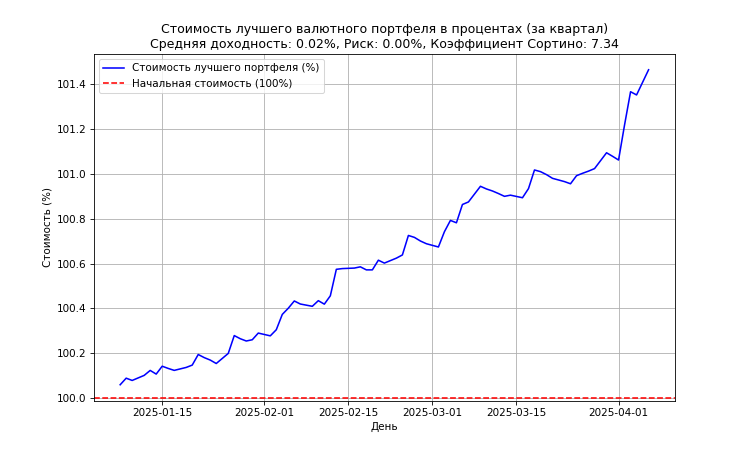 Стоимость лучшего валютного портфеля в процентах (за квартал)
Средняя доходность: 0.02%, Риск: 0.00%, Коэффициент Сортино: 7.34
Стоимость лучшего портфеля (%)
Начальная стоимость (100%)
Стоимость (%)
101.4
101.2
101.0
100.8
100.6
100.4
100.2
100.0
2025-01-15 2025-02-01 2025-02-15 2025-03-01 2025-03-15 2025-04-01
День